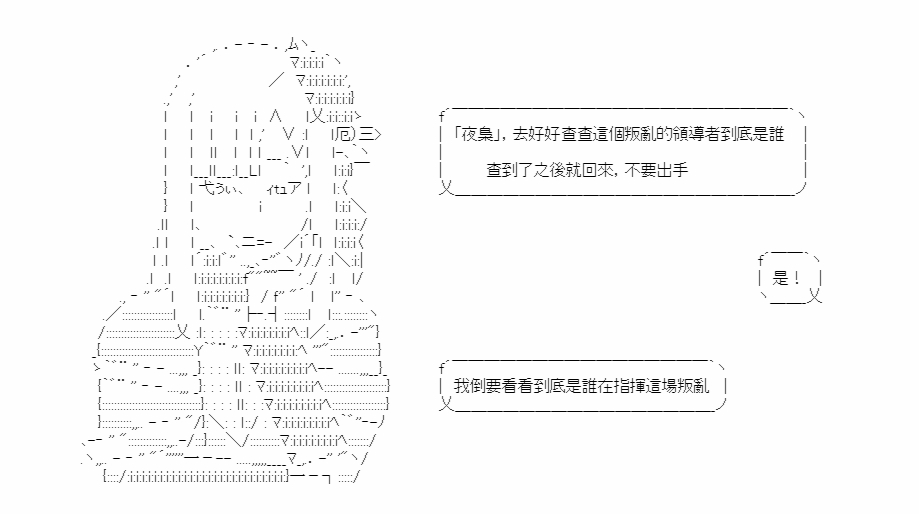 「夜梟」，去好好查查這個叛亂的領導者到底是誰
查到了之後就回來，不要出手
是！
我倒要看看到底是誰在指揮這場叛亂